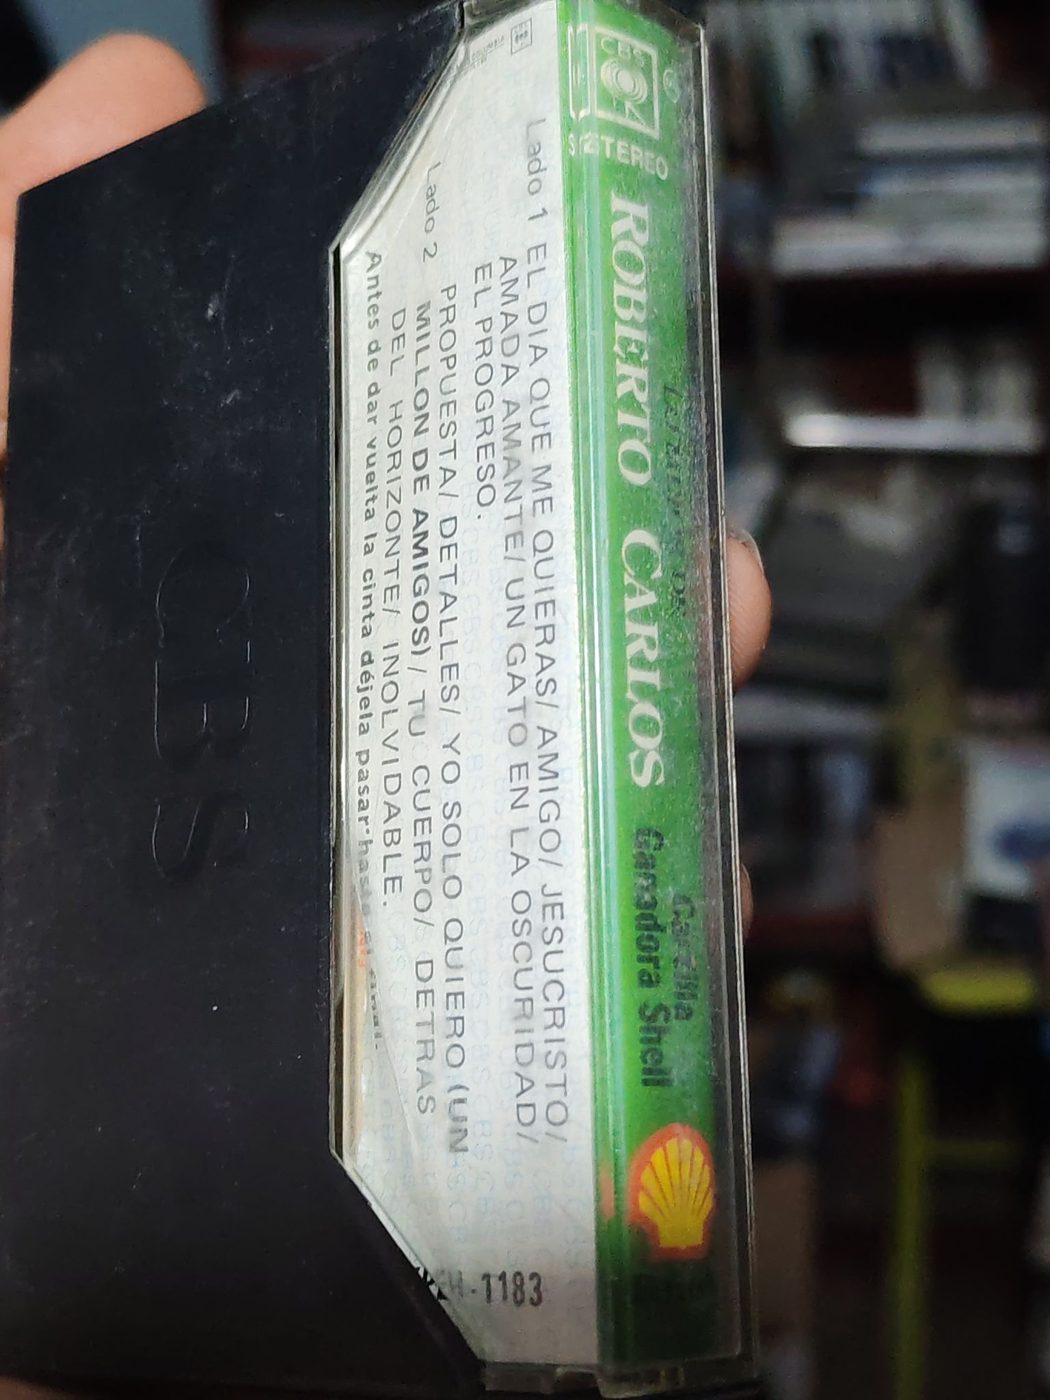 CBS
STEREO
ROBERTO CARLOS
Ganadora Shell
Lado 1 EL DIA QUE ME QUIERAS/ AMIGO/ JESUCRISTO/
AMADA AMANTE/ UN GATO EN LA OSCURIDAD/
EL PROGRESO.
Lado 2 PROPUESTA/ DETALLES/ YO SOLO QUIERO (UN
MILLON DE AMIGOS)/ TU CUERPO/ DETRAS
DEL HORIZONTE/ INOLVIDABLE.
Antes de dar vuelta la cinta déjela pasar hasta el final.
-1183
CBS